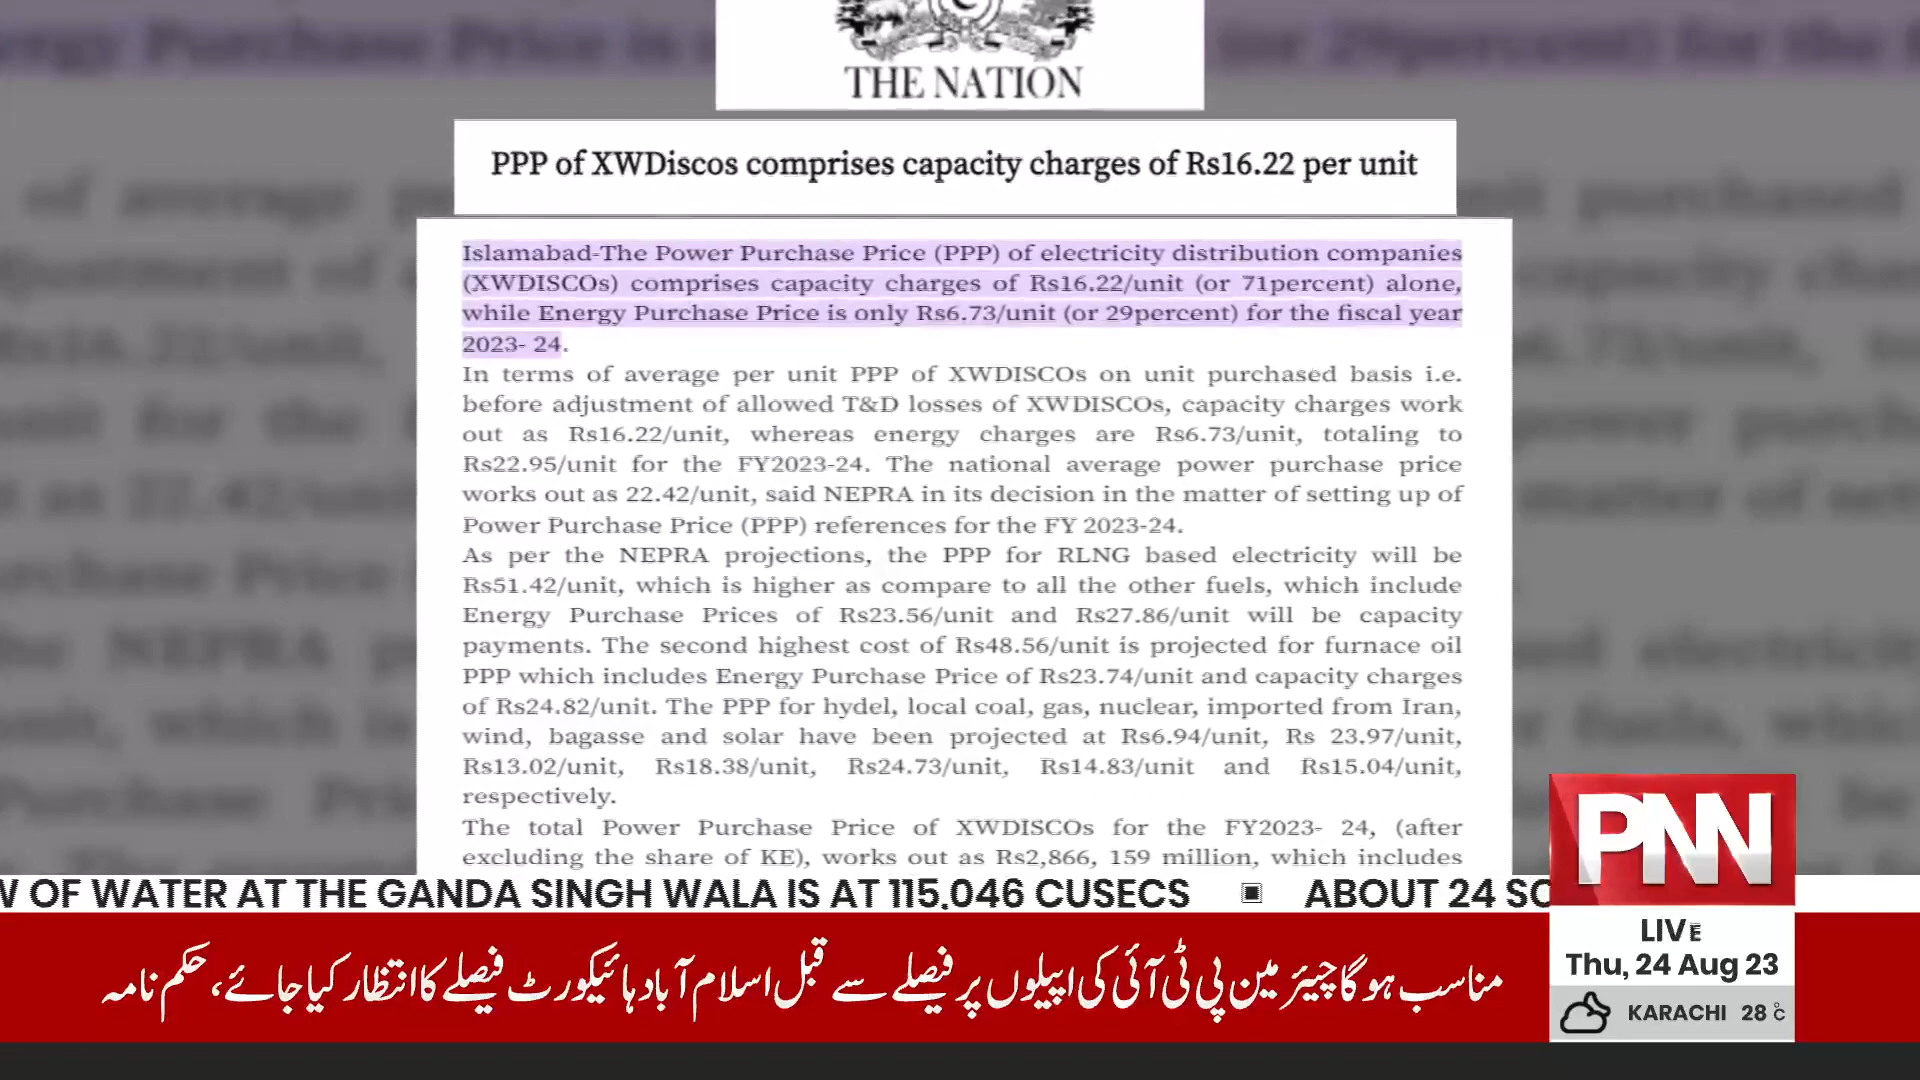 THE NATION
PPP of XWDiscos comprises capacity charges of Rs16.22 per unit
Islamabad-The Power Purchase Price (PPP) of electricity distribution companies
(XWDISCOs) comprises capacity charges of Rs16.22/unit (or 71percent) alone,
while Energy Purchase Price is only Rs6.73/unit (or 29percent) for the fiscal year
2023- 24.
In terms of average per unit PPP of XWDISCOs on unit purchased basis i.e.
before adjustment of allowed T&D losses of XWDISCOs, capacity charges work
out as Rs16.22/unit, whereas energy charges are Rs6.73/unit, totaling to
Rs22.95/unit for the FY2023-24. The national average power purchase price
works out as 22.42/unit, said NEPRA in its decision in the matter of setting up of
Power Purchase Price (PPP) references for the FY 2023-24.
As per the NEPRA projections, the PPP for RLNG based electricity will be
Rs51.42/unit, which is higher as compare to all the other fuels, which include
Energy Purchase Prices of Rs23.56/unit and Rs27.86/unit will be capacity
payments. The second highest cost of Rs48.56/unit is projected for furnace oil
PPP which includes Energy Purchase Price of Rs23.74/unit and capacity charges
of Rs24.82/unit. The PPP for hydel, local coal, gas, nuclear, imported from Iran,
wind, bagasse and solar have been projected at Rs6.94/unit, Rs 23.97/unit,
Rs13.02/unit, Rs18.38/unit, Rs24.73/unit, Rs14.83/unit and Rs15.04/unit,
respectively.
The total Power Purchase Price of XWDISCOs for the FY2023- 24, (after
excluding the share of KE), works out as Rs2,866, 159 million, which includes
W OF WATER AT THE GANDA SINGH WALA IS AT 115,046 CUSECS ▣ ABOUT 24 SC
مناسب ہوگا چیئرمین پی ٹی آئی کی اپیلوں پر فیصلے سے قبل اسلام آباد ہائیکورٹ فیصلے کا انتظار کیا جائے، حکم نامہ
PNN
LIVE
Thu, 24 Aug 23
KARACHI 28°C